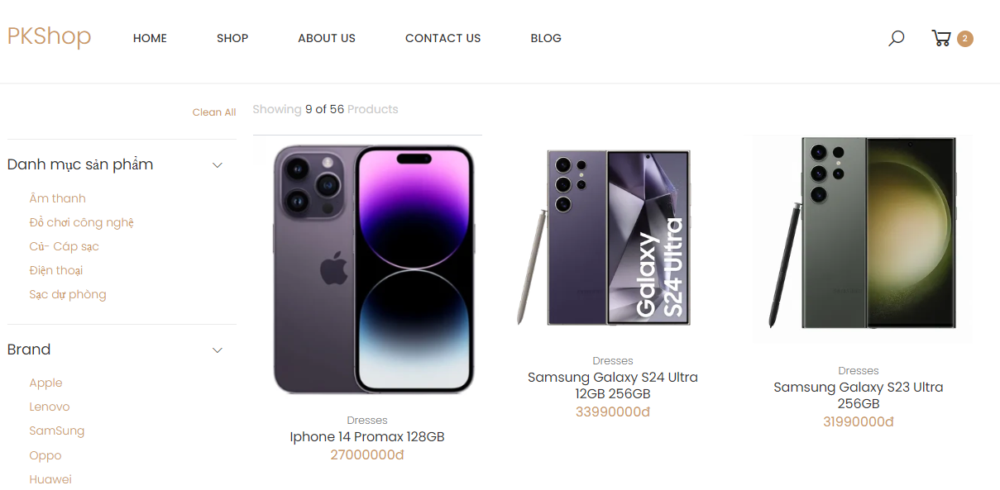 PKShop
HOME
SHOP
ABOUT US
CONTACT US
BLOG
2
Clean All
Showing 9 of 56 Products
Danh mục sản phẩm
Âm thanh
Đồ chơi công nghệ
Củ- Cáp sạc
Điện thoại
Sạc dự phòng
Brand
Apple
Lenovo
SamSung
Oppo
Huawei
Dresses
Iphone 14 Promax 128GB
27000000đ
Galaxy
S24 Ultra
Dresses
Samsung Galaxy S24 Ultra
12GB 256GB
33990000đ
Dresses
Samsung Galaxy S23 Ultra
256GB
31990000đ